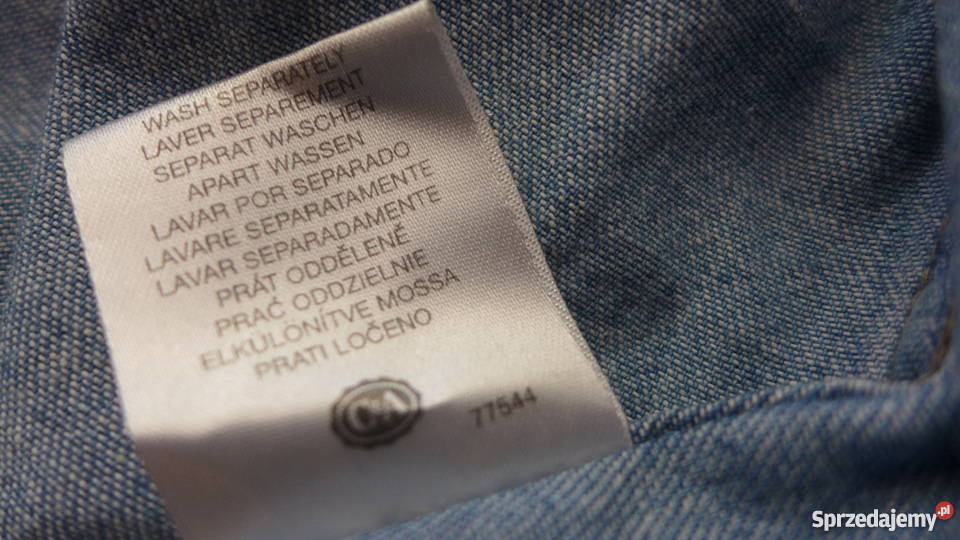 WASH SEPARATELY
LAVER SEPAREMENT
SEPARAT WASCHEN
APART WASSEN
LAVAR POR SEPARADO
LAVARE SEPARATAMENTE
LAVAR SEPARADAMENTE
PRÁT ODDĚLENĚ
PRAĆ ODDZIELNIE
ELKÜLÖNÍTVE MOSSA
PRATI LOČENO
C&A
77544
Sprzedajemy.pl